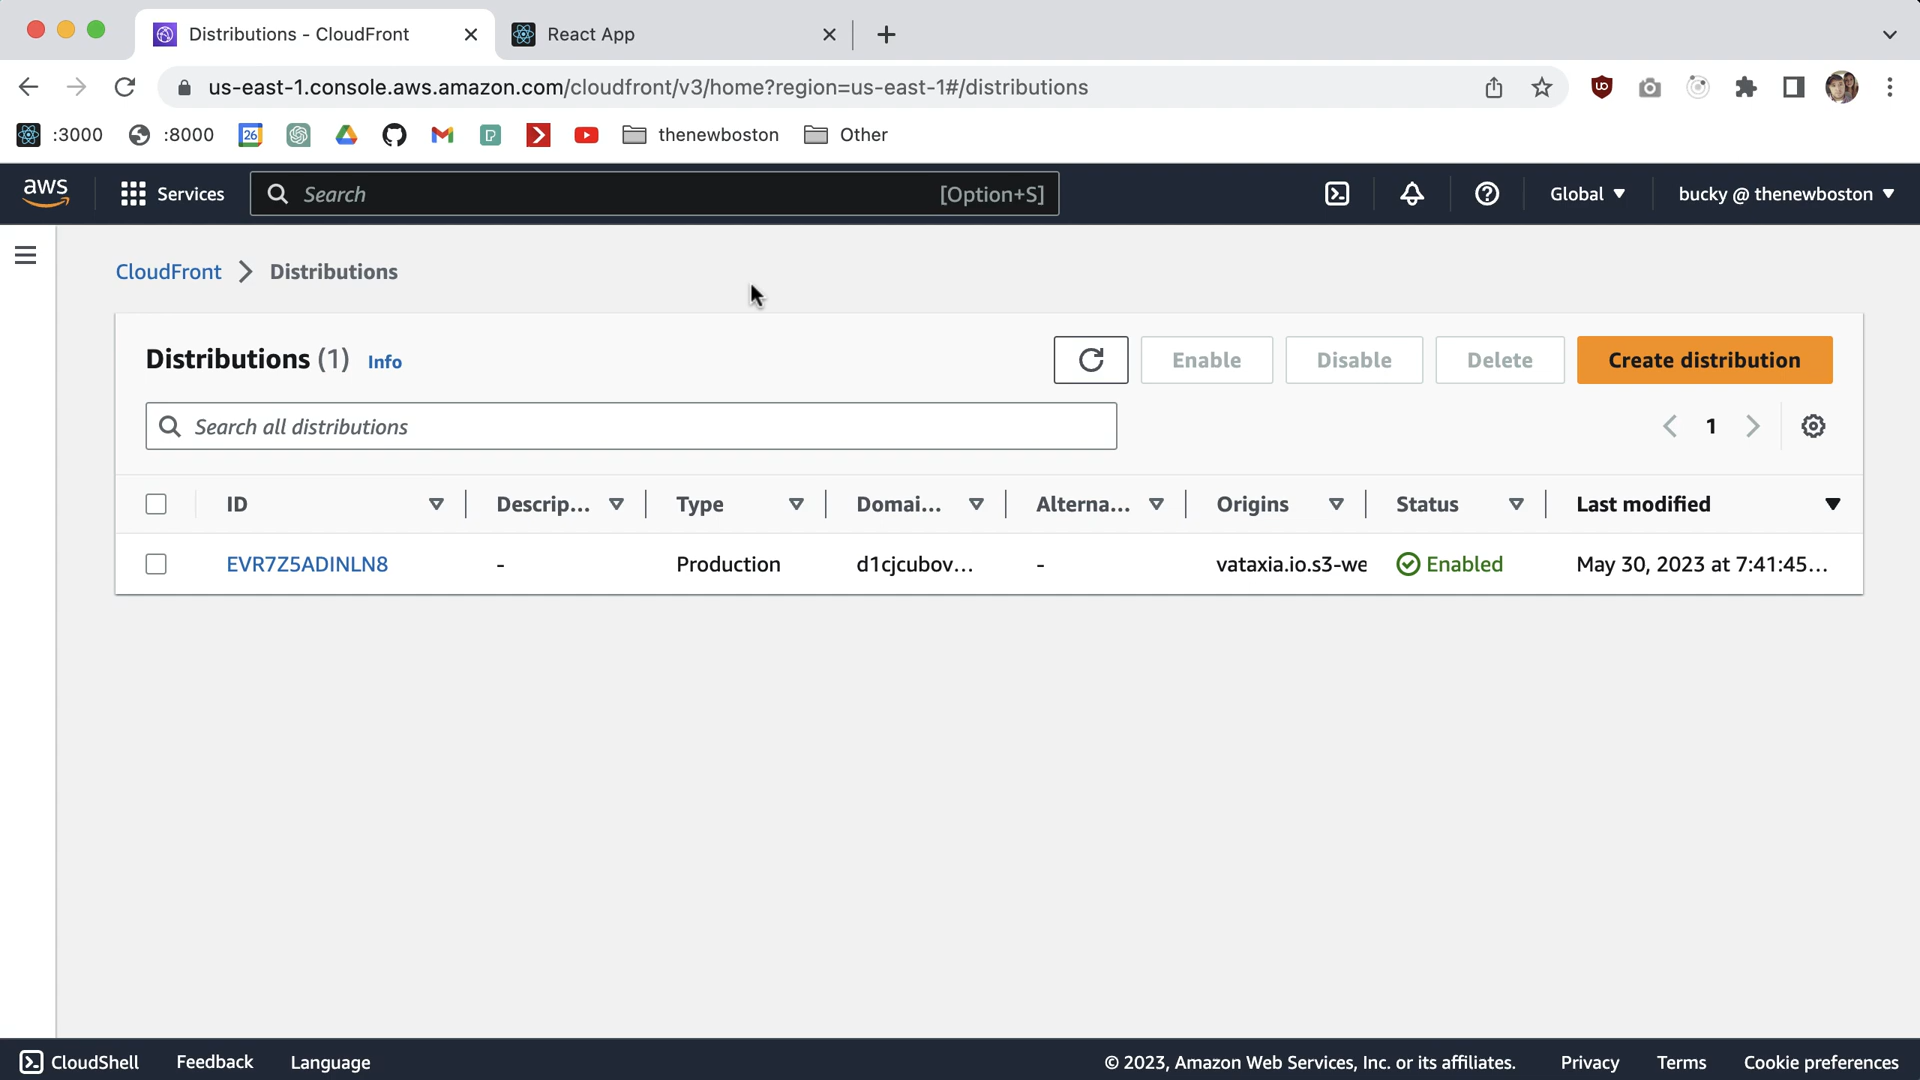 Distributions - CloudFront
React App
us-east-1.console.aws.amazon.com/cloudfront/v3/home?region=us-east-1#/distributions
:3000 :8000 26 thenewboston Other
aws Services Search [Option+S] Global bucky @ thenewboston
CloudFront Distributions
Distributions (1) Info Enable Disable Delete Create distribution
Search all distributions 1
ID Descrip... Type Domai... Alterna... Origins Status Last modified
EVR7Z5ADINLN8 - Production d1cjcubov... - vataxia.io.s3-we Enabled May 30, 2023 at 7:41:45...
CloudShell Feedback Language © 2023, Amazon Web Services, Inc. or its affiliates. Privacy Terms Cookie preferences